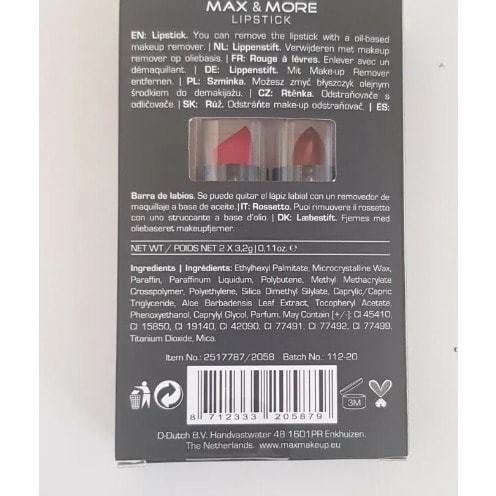 MAX & MORE
LIPSTICK
EN: Lipstick. You can remove the lipstick with a oil-based
makeup remover. | NL: Lippenstift. Verwijderen met makeup
remover op oliebasis. | FR: Rouge à lèvres. Enlever avec un
démaquillant. | DE: Lippenstift. Mit Make-up Remover
entfernen. | PL: Szminka. Możesz zmyć błyszczyk olejnym
środkiem do demakijażu. | CZ: Rtěnka. Odstraňovače s
odličovače. | SK: Rúž. Odstráňte make-up odstraňovač. | ES:
Barra de labios. Se puede quitar el lápiz labial con un removedor de
maquillaje a base de aceite. | IT: Rossetto. Puoi rimuovere il rossetto
con uno struccante a base d'olio. | DK: Læbestift. Fjernes med
oliebaseret makeupfjerner.
NET WT/ POIDS NET 2 X 3,2g | 0,11oz. e
Ingredients | Ingrédients: Ethylhexyl Palmitate, Microcrystalline Wax,
Paraffin, Paraffinum Liquidum, Polybutene, Methyl Methacrylate
Crosspolymer, Polyethylene, Silica Dimethyl Silylate, Caprylic/Capric
Triglyceride, Aloe Barbadensis Leaf Extract, Tocopheryl Acetate,
Phenoxyethanol, Caprylyl Glycol, Parfum. May Contain [+/-]: CI 45410,
CI 15850, CI 19140, CI 42090, CI 77491, CI 77492, CI 77499,
Titanium Dioxide, Mica.
Item No.: 2517787/2058 Batch No.: 112-20
3M
8 712333 205879
D-Dutch B.V. Handvastwater 48 1601PR Enkhuizen.
The Netherlands. www.maxmakeup.eu